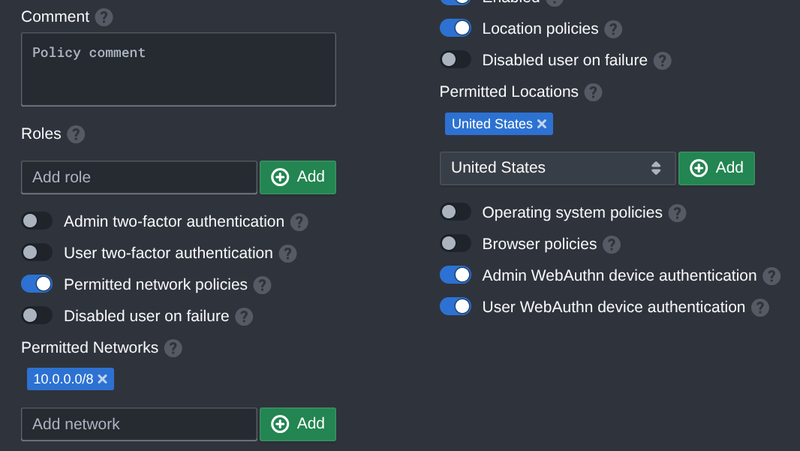 Comment ?
Policy comment
Roles ?
Add role
Add
Admin two-factor authentication ?
User two-factor authentication ?
Permitted network policies ?
Disabled user on failure ?
Permitted Networks ?
10.0.0.0/8 ×
Add network
Add
Enabled ?
Location policies ?
Disabled user on failure ?
Permitted Locations ?
United States ×
United States
Add
Operating system policies ?
Browser policies ?
Admin WebAuthn device authentication ?
User WebAuthn device authentication ?